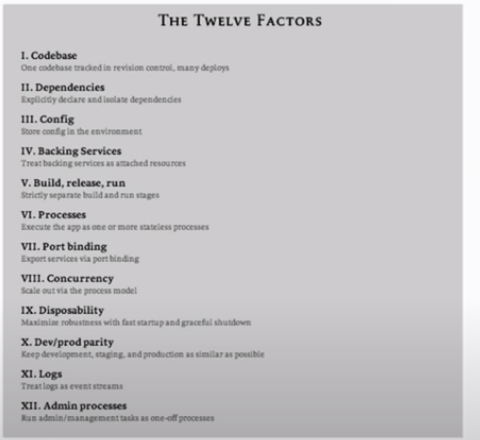 The Twelve Factors
I. Codebase
One codebase tracked in revision control, many deploys
II. Dependencies
Explicitly declare and isolate dependencies
III. Config
Store config in the environment
IV. Backing Services
Treat backing services as attached resources
V. Build, release, run
Strictly separate build and run stages
VI. Processes
Execute the app as one or more stateless processes
VII. Port binding
Export services via port binding
VIII. Concurrency
Scale out via the process model
IX. Disposability
Maximize robustness with fast startup and graceful shutdown
X. Dev/prod parity
Keep development, staging, and production as similar as possible
XI. Logs
Treat logs as event streams
XII. Admin processes
Run admin/management tasks as one-off processes